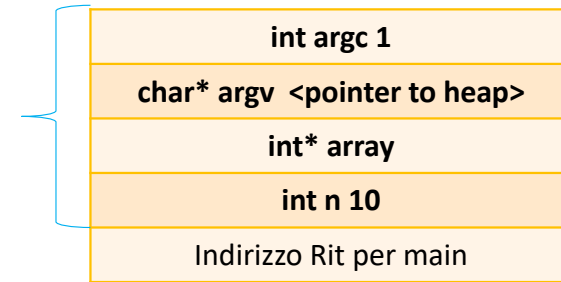 int argc 1
char* argv <pointer to heap>
int* array
int n 10
Indirizzo Rit per main